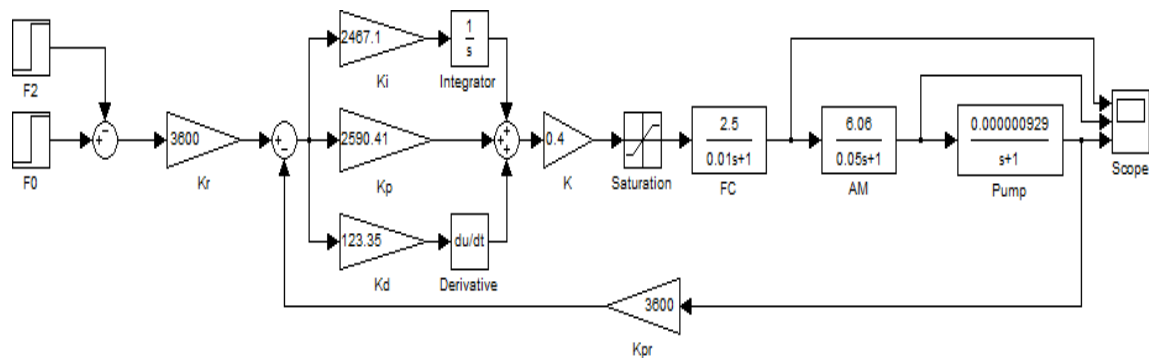 F2
F0
+
−
3600
Kr
+
−
2467.1
Ki
1
s
Integrator
2590.41
Kp
123.35
Kd
du/dt
Derivative
+
+
+
0.4
K
Saturation
2.5
0.01s+1
FC
6.06
0.05s+1
AM
0.000000929
s+1
Pump
Scope
3600
Kpr